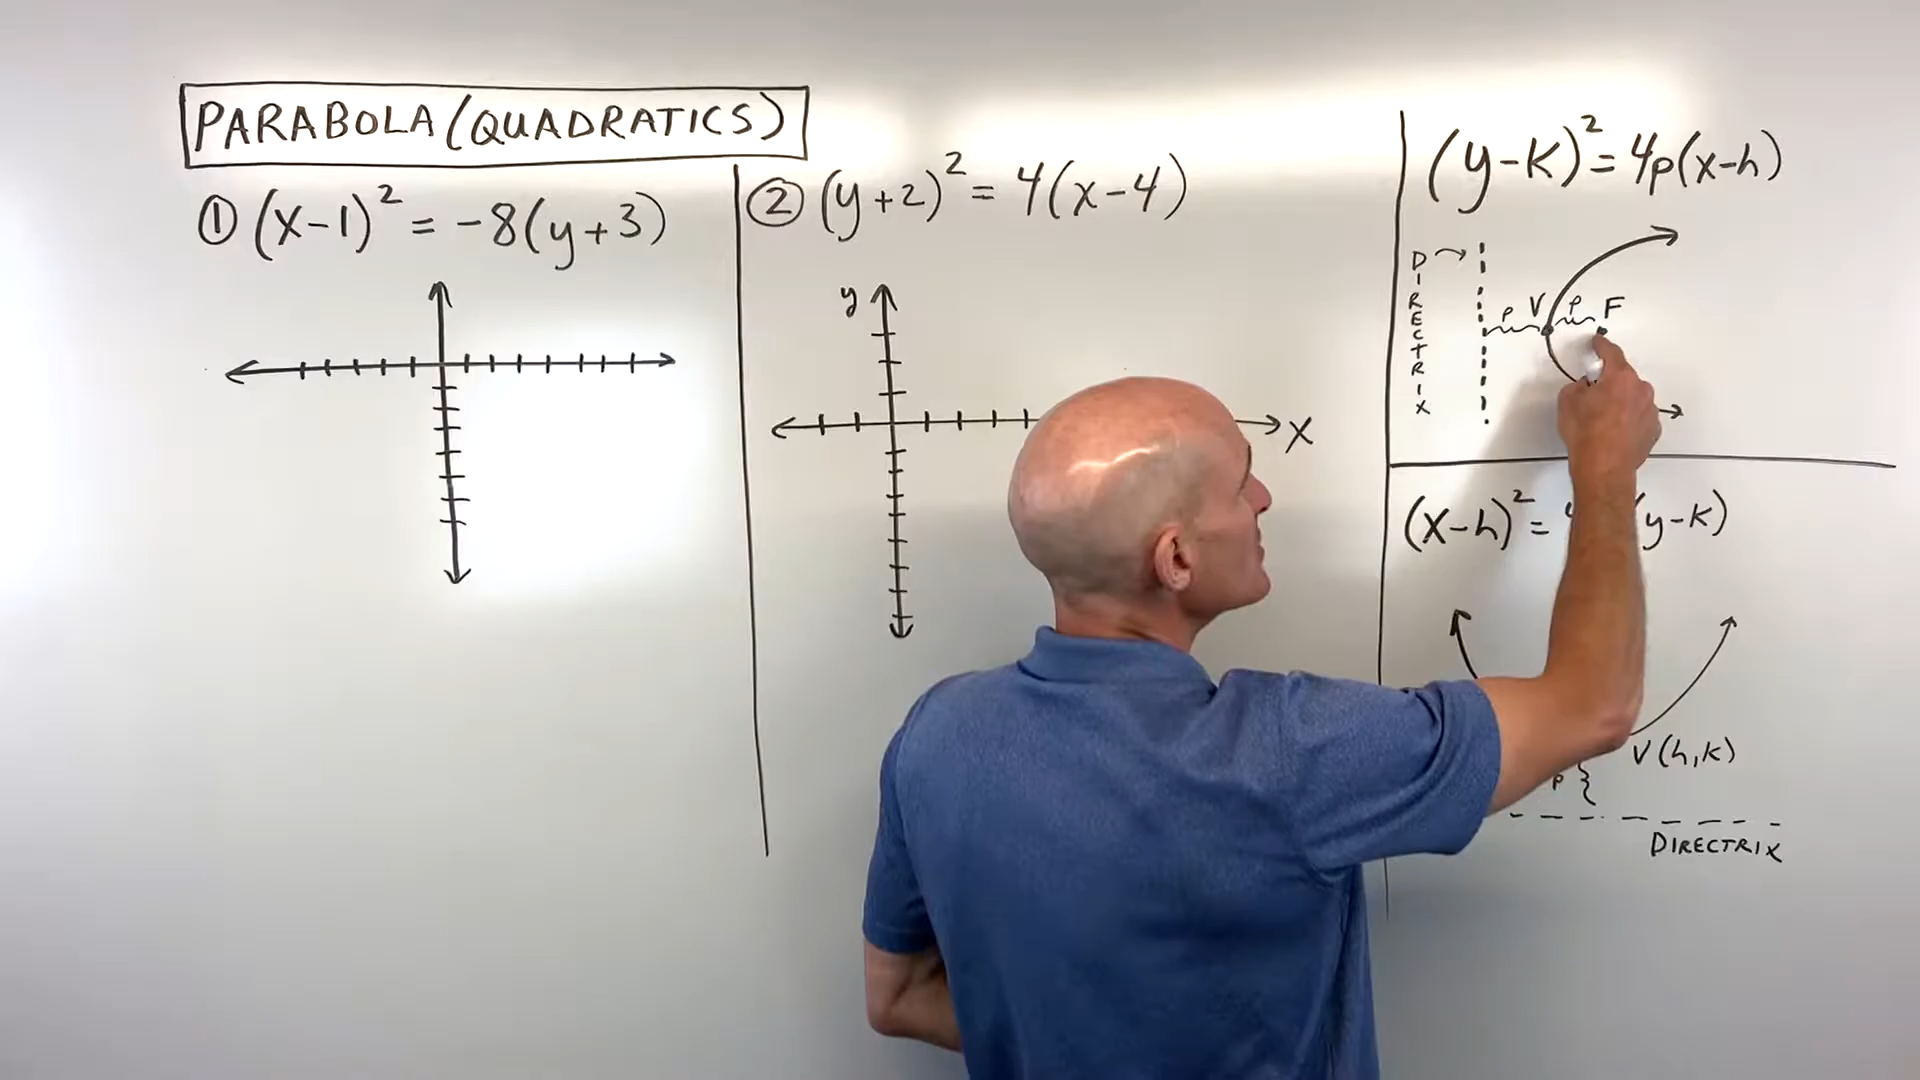 PARABOLA (QUADRATICS)
① (x-1)² = -8(y+3)
② (y+2)² = 4(x-4)
y
X
(y-k)² = 4p(x-h)
DIRECTRIX
P V P F
(x-h)² = (y-k)
V(h,k)
P
DIRECTRIX